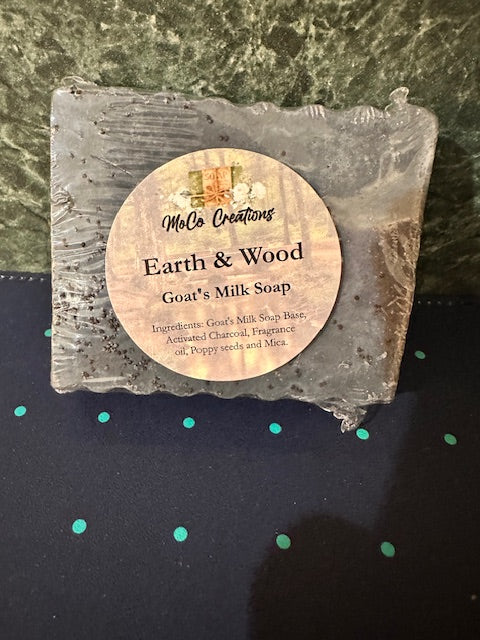 MoCo Creations
Earth & Wood
Goat's Milk Soap
Ingredients: Goat's Milk Soap Base,
Activated Charcoal, Fragrance
oil, Poppy seeds and Mica.